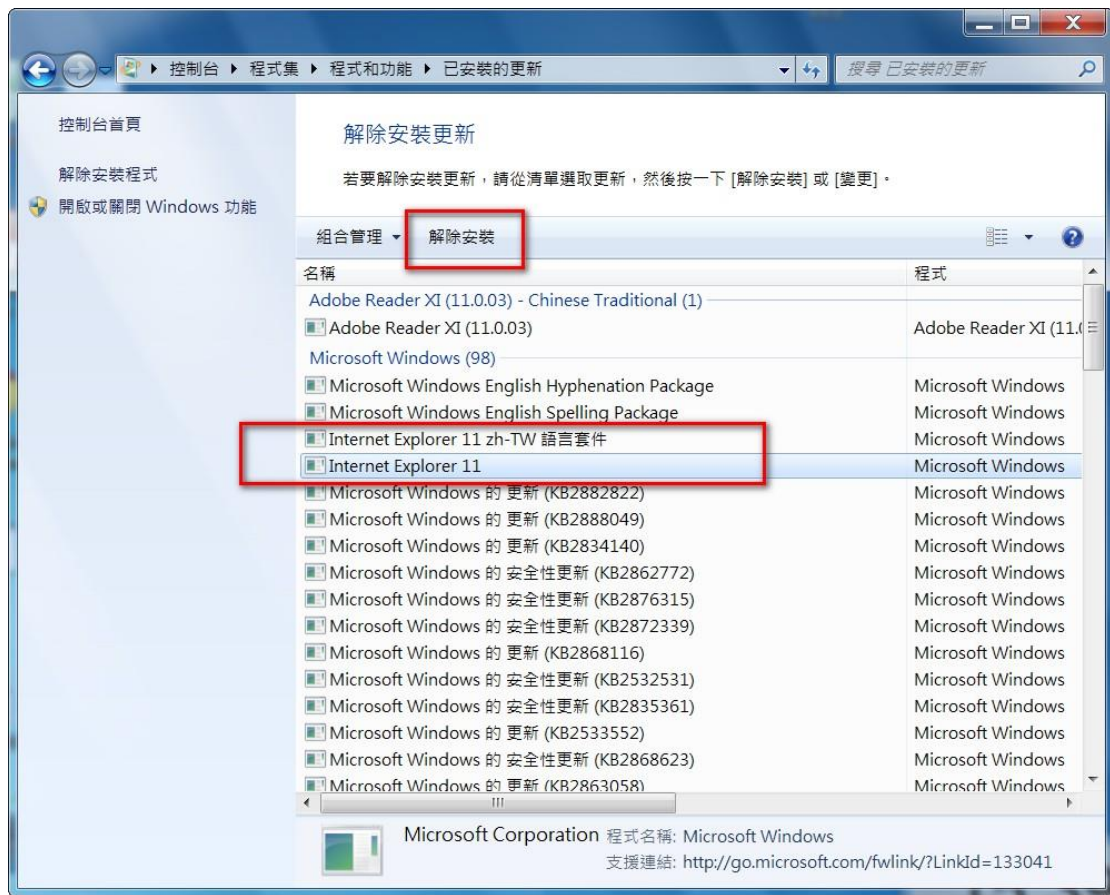 控制台 ▸ 程式集 ▸ 程式和功能 ▸ 已安裝的更新
搜尋 已安裝的更新
控制台首頁
解除安裝程式
開啟或關閉 Windows 功能
解除安裝更新
若要解除安裝更新，請從清單選取更新，然後按一下 [解除安裝] 或 [變更]。
組合管理 解除安裝
名稱 程式
Adobe Reader XI (11.0.03) - Chinese Traditional (1)
Adobe Reader XI (11.0.03) Adobe Reader XI (11.0
Microsoft Windows (98)
Microsoft Windows English Hyphenation Package Microsoft Windows
Microsoft Windows English Spelling Package Microsoft Windows
Internet Explorer 11 zh-TW 語言套件 Microsoft Windows
Internet Explorer 11 Microsoft Windows
Microsoft Windows 的 更新 (KB2882822) Microsoft Windows
Microsoft Windows 的 更新 (KB2888049) Microsoft Windows
Microsoft Windows 的 更新 (KB2834140) Microsoft Windows
Microsoft Windows 的 安全性更新 (KB2862772) Microsoft Windows
Microsoft Windows 的 安全性更新 (KB2876315) Microsoft Windows
Microsoft Windows 的 安全性更新 (KB2872339) Microsoft Windows
Microsoft Windows 的 更新 (KB2868116) Microsoft Windows
Microsoft Windows 的 安全性更新 (KB2532531) Microsoft Windows
Microsoft Windows 的 安全性更新 (KB2835361) Microsoft Windows
Microsoft Windows 的 更新 (KB2533552) Microsoft Windows
Microsoft Windows 的 安全性更新 (KB2868623) Microsoft Windows
Microsoft Windows 的 更新 (KB2863058) Microsoft Windows
Microsoft Corporation 程式名稱: Microsoft Windows
支援連結: http://go.microsoft.com/fwlink/?LinkId=133041